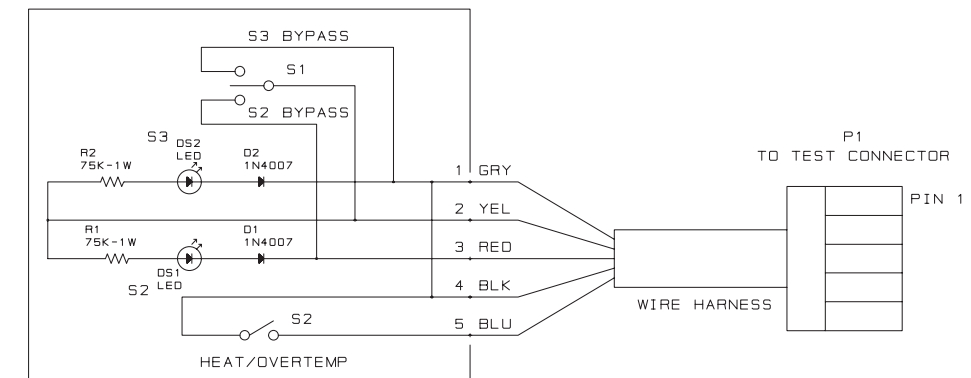 S3 BYPASS
S1
S2 BYPASS
S3
DS2
LED
R2
75K-1W
D2
1N4007
1 GRY
2 YEL
R1
75K-1W
D1
1N4007
3 RED
DS1
LED
S2
4 BLK
S2
5 BLU
HEAT/OVERTEMP
WIRE HARNESS
P1
TO TEST CONNECTOR
PIN 1